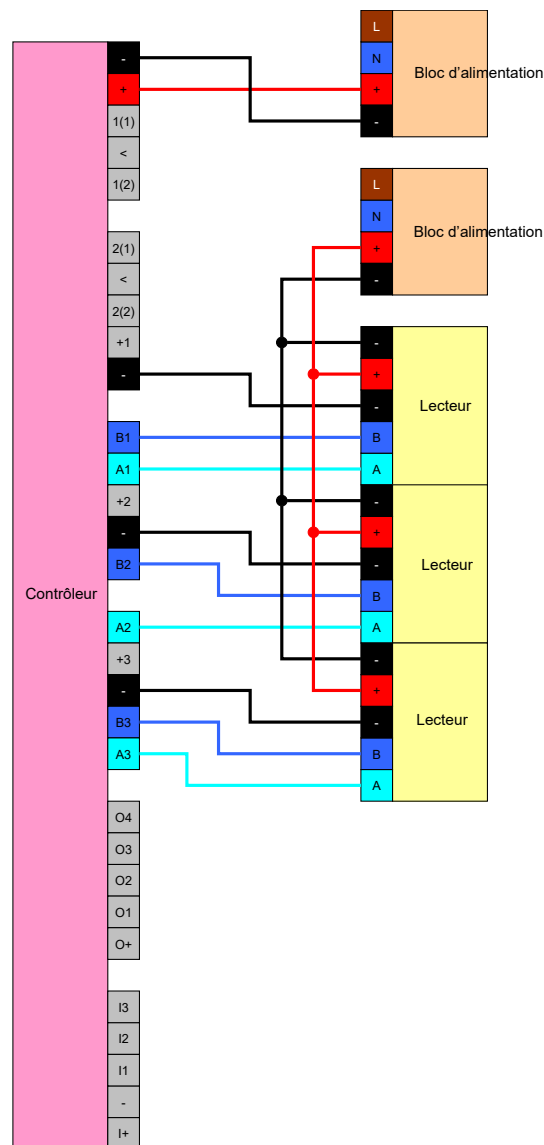 L
N
+
-
Bloc d’alimentation
-
+
1(1)
<
1(2)
L
N
+
-
Bloc d’alimentation
2(1)
<
2(2)
+1
-
B1
A1
+2
-
B2
A2
+3
-
B3
A3
O4
O3
O2
O1
O+
I3
I2
I1
-
I+
Contrôleur
-
+
-
B
A
Lecteur
-
+
-
B
A
Lecteur
-
+
-
B
A
Lecteur